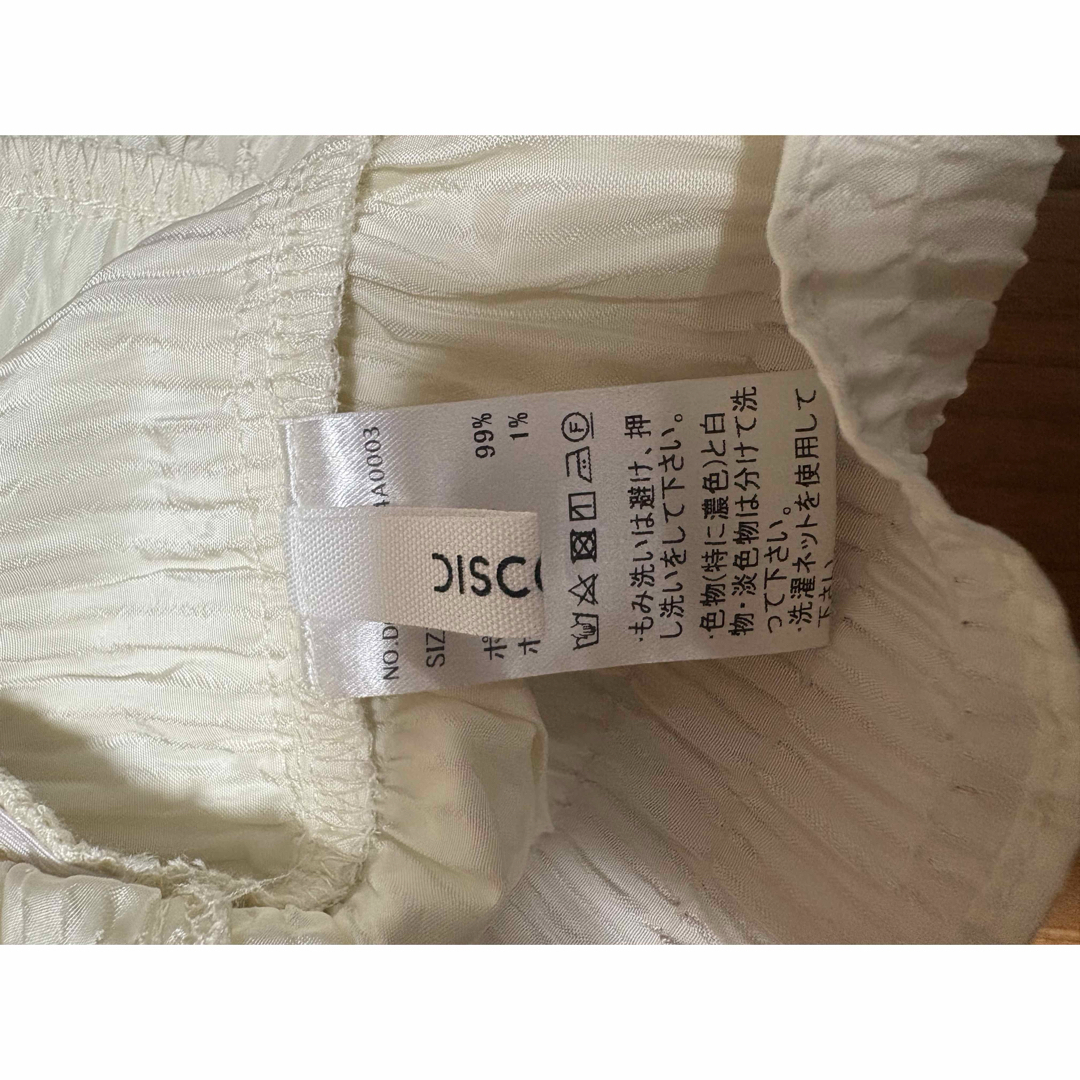 DISC
NO.D
A0003
SIZ
ポ 99%
1%
F
・もみ洗いは避け、押
し洗いをして下さい。
・色物(特に濃色)と白
物・淡色物は分けて洗
って下さい。
・洗濯ネットを使用して